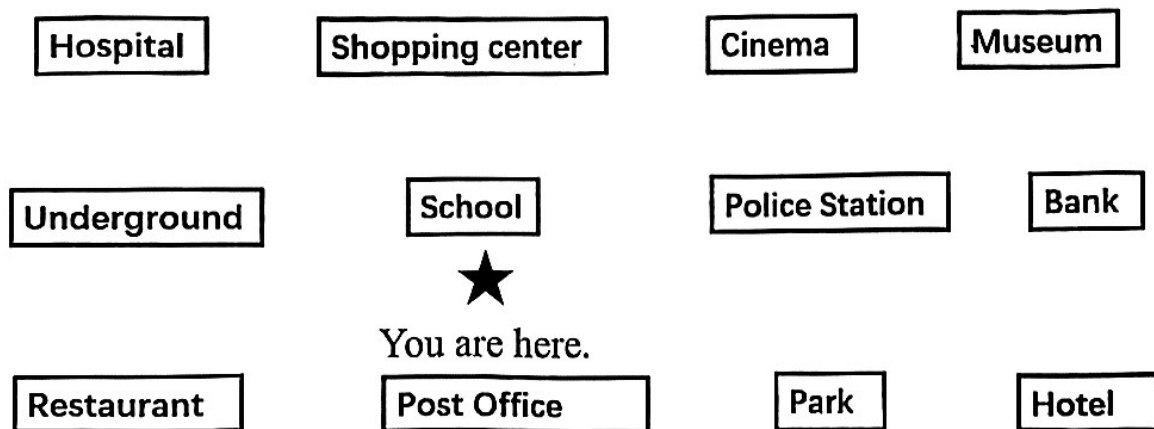 Hospital Shopping center Cinema Museum
Underground School Police Station Bank
You are here.
Restaurant Post Office Park Hotel